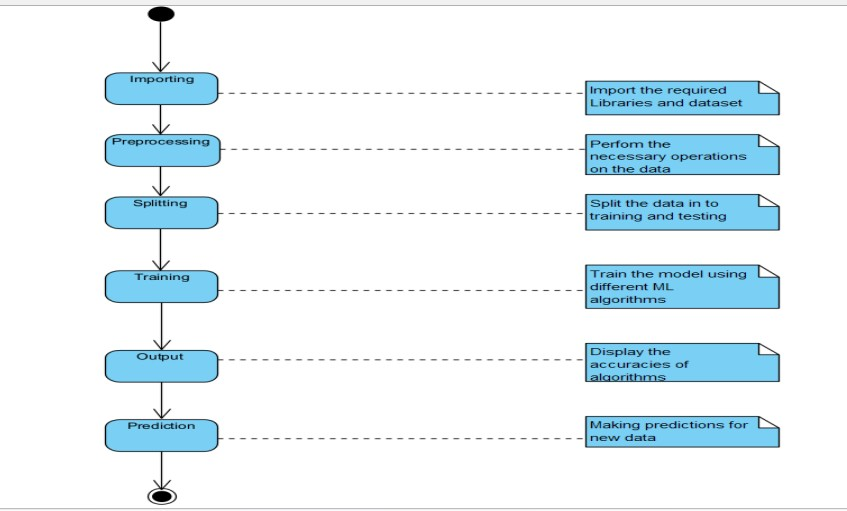 Importing
Import the required
Libraries and dataset
Preprocessing
Perfom the
necessary operations
on the data
Splitting
Split the data in to
training and testing
Training
Train the model using
different ML
algorithms
Output
Display the
accuracies of
algorithms
Prediction
Making predictions for
new data